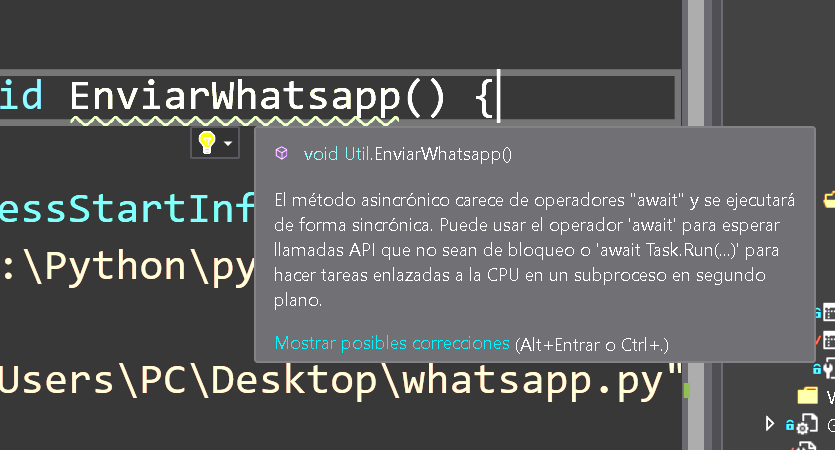 id EnviarWhatsapp() {
void Util.EnviarWhatsapp()
El método asincrónico carece de operadores "await" y se ejecutará
de forma sincrónica. Puede usar el operador 'await' para esperar
llamadas API que no sean de bloqueo o 'await Task.Run(...)' para
hacer tareas enlazadas a la CPU en un subproceso en segundo
plano.
Mostrar posibles correcciones (Alt+Entrar o Ctrl+.)
essStartInf
:\Python\py
Users\PC\Desktop\whatsapp.py"